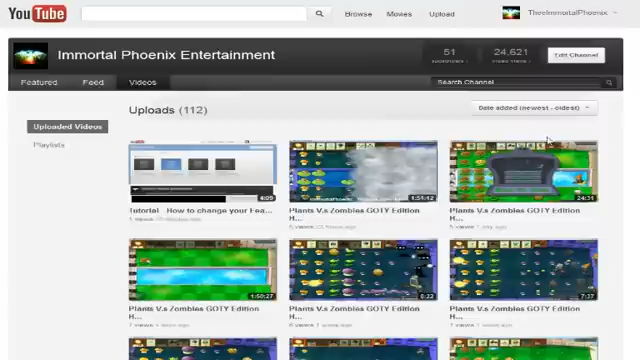 YouTube
Browse Movies Upload
TheeImmortalPhoenix
Immortal Phoenix Entertainment
51
24,621
Edit Channel
Featured Feed Videos
Search Channel
Uploads (112)
Date added (newest - oldest)
Uploaded Videos
Playlists
4:09
1:51:12
24:31
Tutorial How to change your Fea...
Plants V.s Zombies GOTY Edition
H...
Plants V.s Zombies GOTY Edition
H...
1:50:27
8:22
7:37
Plants V.s Zombies GOTY Edition
H...
Plants V.s Zombies GOTY Edition
H...
Plants V.s Zombies GOTY Edition
H...